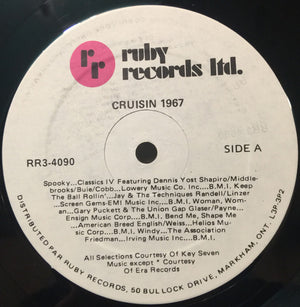 rr ruby
records ltd.
CRUISIN 1967
RR3-4090
SIDE A
Spooky...Classics IV Featuring Dennis Yost Shapiro/Middle-
brooks/Buie/Cobb...Lowery Music Co. Inc...B.M.I. Keep
The Ball Rollin'...Jay & The Techniques Randell/Linzer
...Screen Gems-EMI Music Inc...B.M.I. Woman, Wom-
an...Gary Puckett & The Union Gap Glaser/Payne...
Ensign Music Corp...B.M.I. Bend Me, Shape Me
...American Breed English/Weiss...Helios Mu-
sic Corp...B.M.I. Windy...The Association
Friedman...Irving Music Inc...B.M.I.
All Selections Courtesy Of Kay Seven
Music except * Courtesy
Of Era Records
DISTRIBUTED PAR RUBY RECORDS, 50 BULLOCK DRIVE, MARKHAM, ONT. L3P-3P2